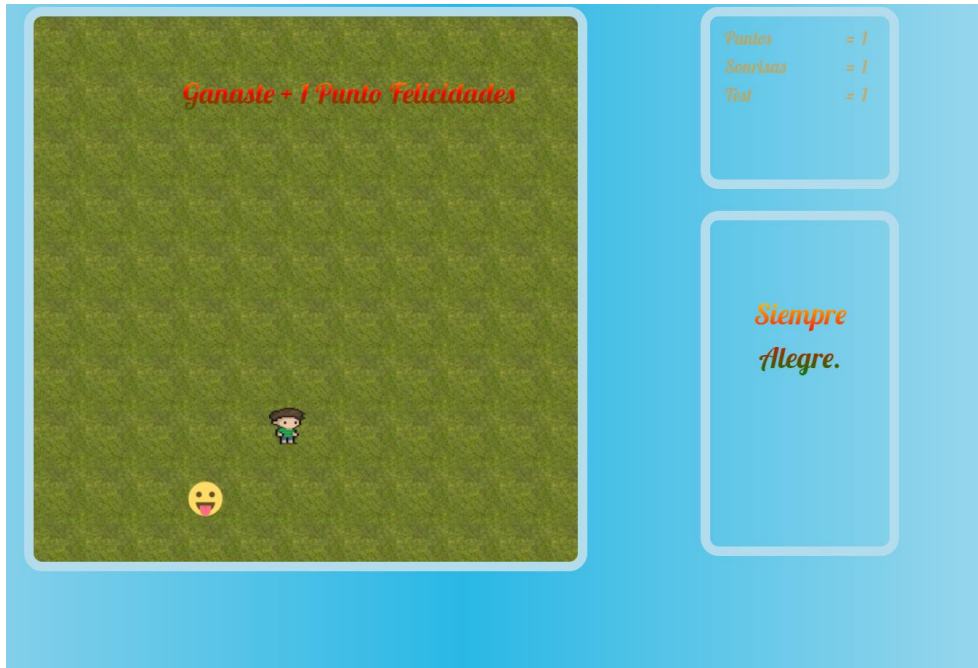 Ganaste + 1 Punto Felicidades
Puntos = 1
Sonrisas = 1
Test = 1
Siempre
Alegre.